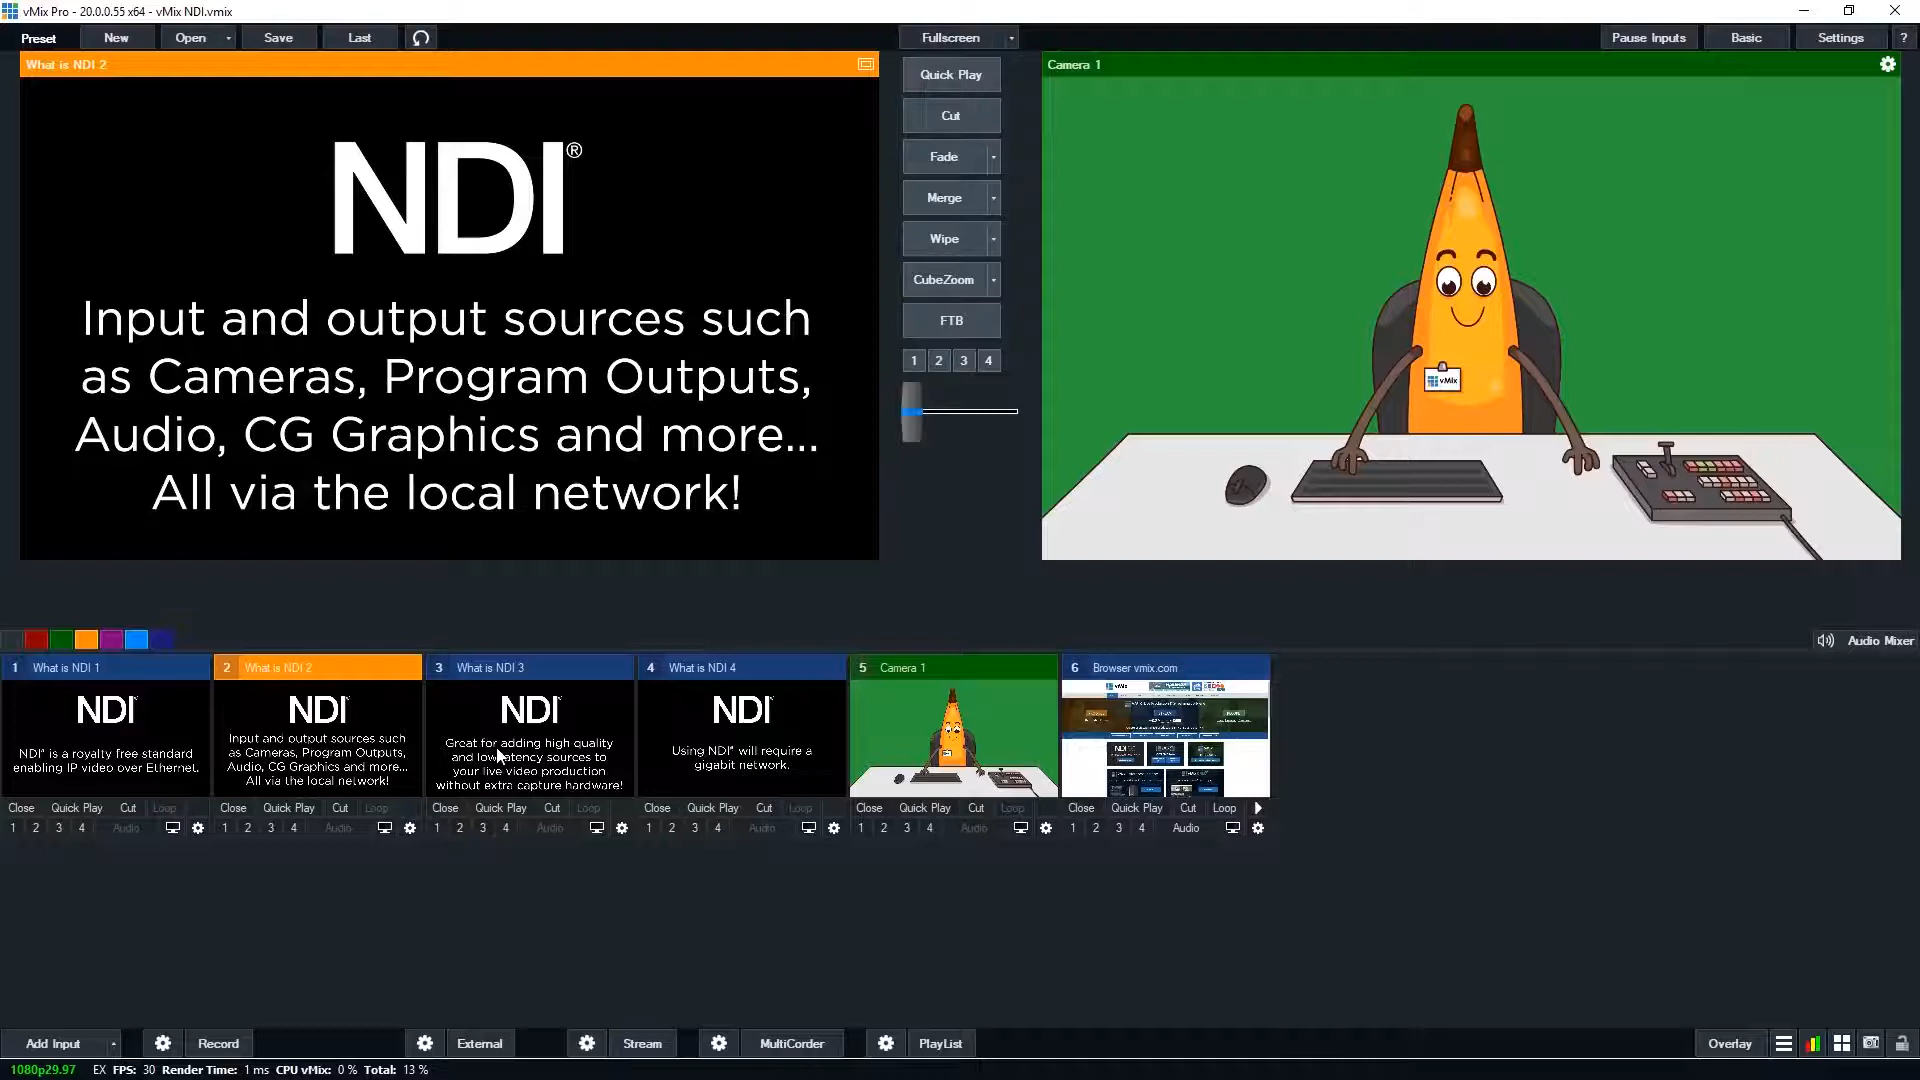 vMix Pro - 20.0.0.55 x64 - vMix NDI.vmix
Preset New Open Save Last Fullscreen Pause Inputs Basic Settings ?
What is NDI 2
NDI®
Input and output sources such
as Cameras, Program Outputs,
Audio, CG Graphics and more...
All via the local network!
Quick Play
Cut
Fade
Merge
Wipe
CubeZoom
FTB
1 2 3 4
Camera 1
vMix
Audio Mixer
1 What is NDI 1
NDI
NDI® is a royalty free standard
enabling IP video over Ethernet.
Close Quick Play Cut Loop
1 2 3 4 Audio
2 What is NDI 2
NDI
Input and output sources such
as Cameras, Program Outputs,
Audio, CG Graphics and more...
All via the local network!
Close Quick Play Cut Loop
1 2 3 4 Audio
3 What is NDI 3
NDI
Great for adding high quality
and low latency sources to
your live video production
without extra capture hardware!
Close Quick Play Cut Loop
1 2 3 4 Audio
4 What is NDI 4
NDI
Using NDI® will require a
gigabit network.
Close Quick Play Cut Loop
1 2 3 4 Audio
5 Camera 1
Close Quick Play Cut Loop
1 2 3 4 Audio
6 Browser vmix.com
vMix
NDI
Close Quick Play Cut Loop
1 2 3 4 Audio
Add Input Record External Stream MultiCorder PlayList Overlay
1080p29.97 EX FPS: 30 Render Time: 1 ms CPU vMix: 0 % Total: 13 %